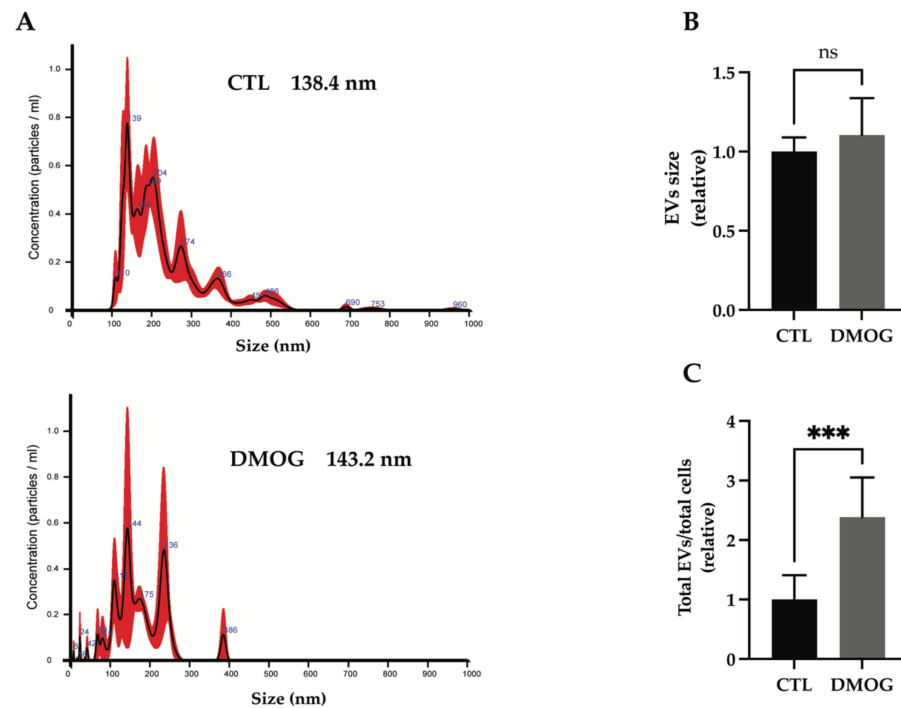 A
CTL 138.4 nm
Concentration (particles / ml)
1.0
0.8
0.6
0.4
0.2
0
690
753
960
0 100 200 300 400 500 600 700 800 900 1000
Size (nm)
DMOG 143.2 nm
Concentration (particles / ml)
1.0
0.8
0.6
0.4
0.2
0
24
42
44
175
236
386
0 100 200 300 400 500 600 700 800 900 1000
Size (nm)
B
ns
EVs size
(relative)
1.5
1.0
0.5
0.0
CTL DMOG
C
***
Total EVs/total cells
(relative)
4
3
2
1
0
CTL DMOG